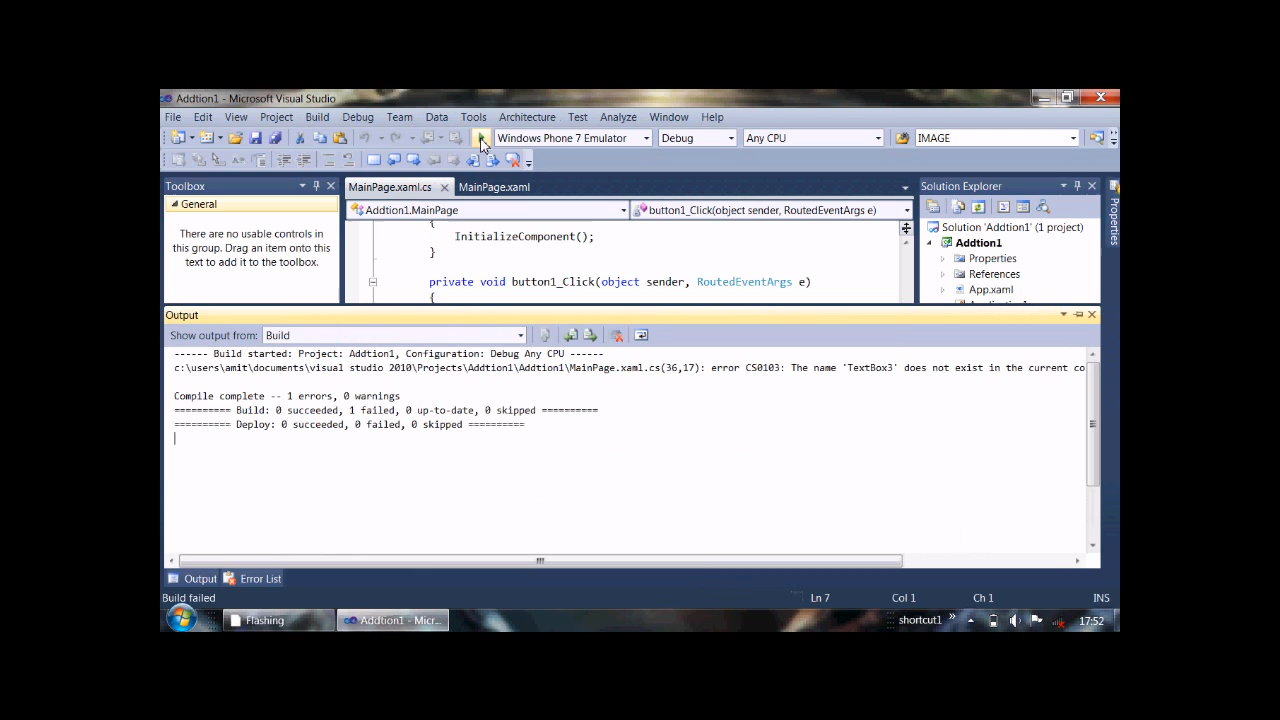 Addtion1 - Microsoft Visual Studio
File Edit View Project Build Debug Team Data Tools Architecture Test Analyze Window Help
Windows Phone 7 Emulator Debug Any CPU IMAGE
Toolbox MainPage.xaml.cs MainPage.xaml Solution Explorer
General Addtion1.MainPage button1_Click(object sender, RoutedEventArgs e)
There are no usable controls in this group. Drag an item onto this text to add it to the toolbox.
{
InitializeComponent();
}
private void button1_Click(object sender, RoutedEventArgs e)
{
Solution 'Addtion1' (1 project)
Addtion1
Properties
References
App.xaml
Properties
Output
Show output from: Build
------ Build started: Project: Addtion1, Configuration: Debug Any CPU ------
c:\users\amit\documents\visual studio 2010\Projects\Addtion1\Addtion1\MainPage.xaml.cs(36,17): error CS0103: The name 'TextBox3' does not exist in the current co
Compile complete -- 1 errors, 0 warnings
========== Build: 0 succeeded, 1 failed, 0 up-to-date, 0 skipped ==========
========== Deploy: 0 succeeded, 0 failed, 0 skipped ==========
Output Error List
Build failed Ln 7 Col 1 Ch 1 INS
Flashing Addtion1 - Micr... shortcut1 17:52